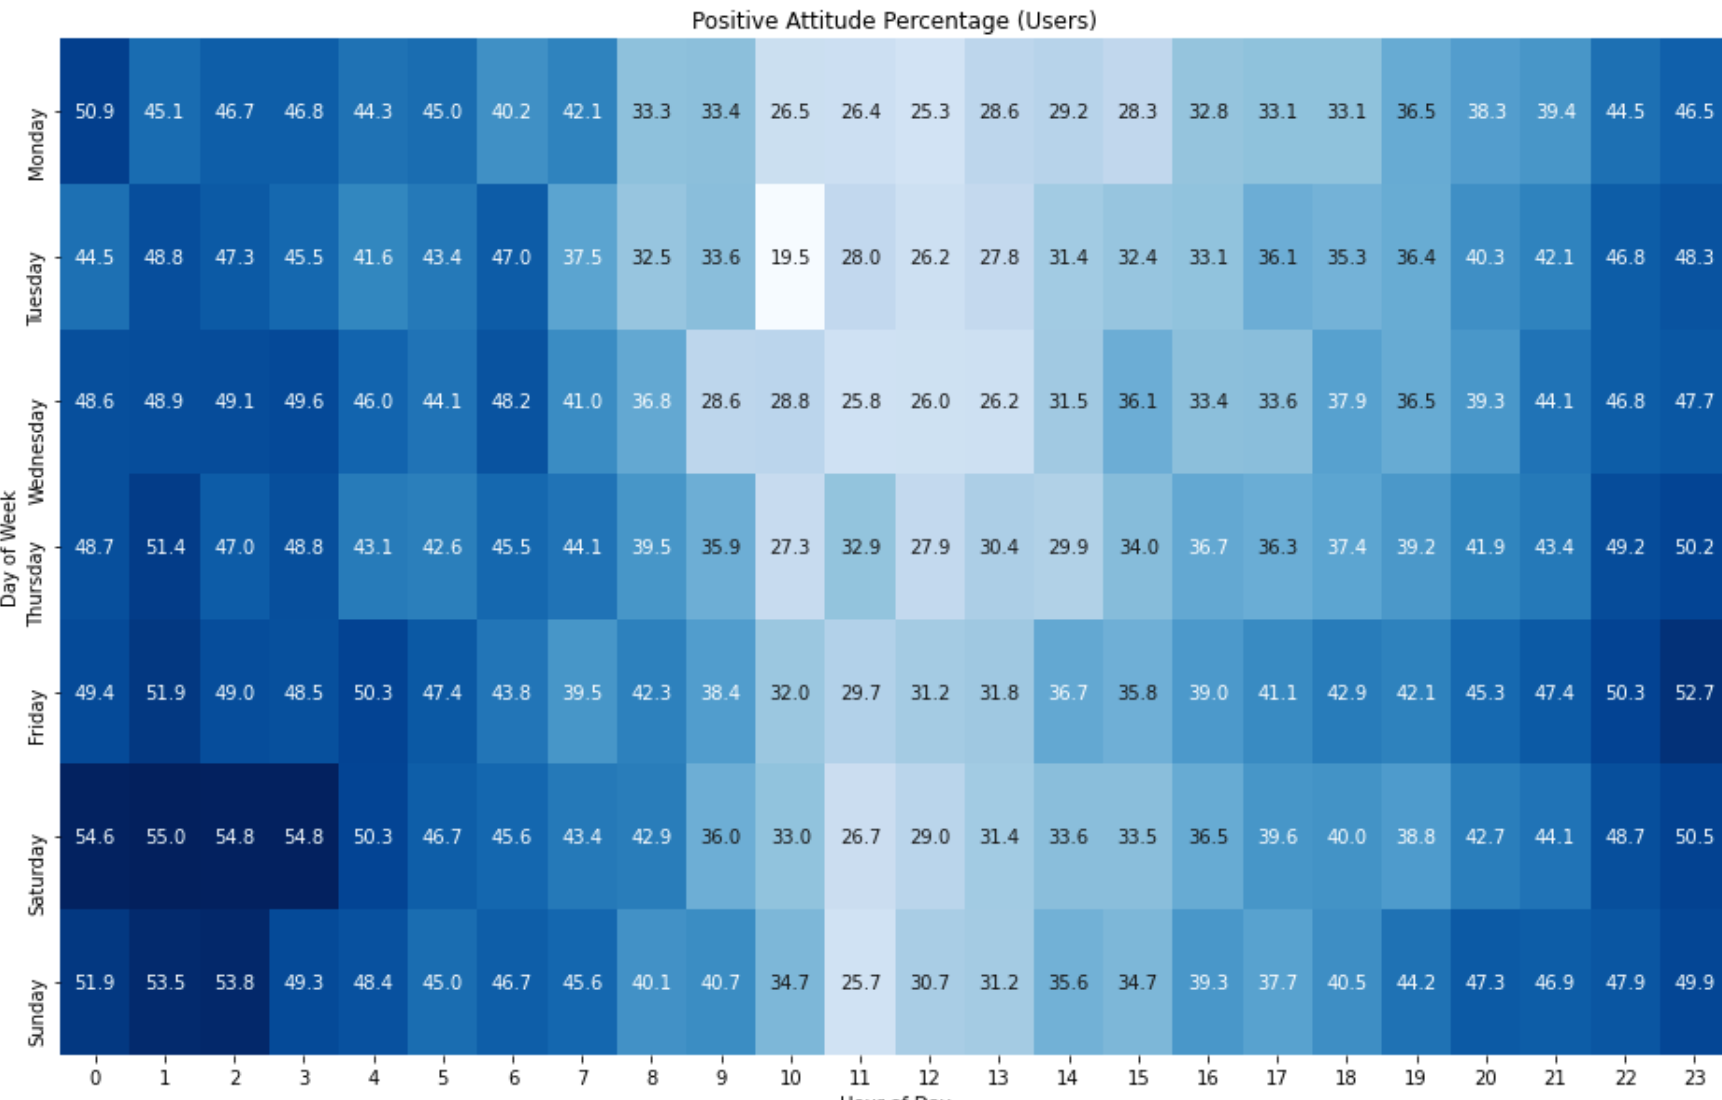 Positive Attitude Percentage (Users)
Day of Week
Monday 50.9 45.1 46.7 46.8 44.3 45.0 40.2 42.1 33.3 33.4 26.5 26.4 25.3 28.6 29.2 28.3 32.8 33.1 33.1 36.5 38.3 39.4 44.5 46.5
Tuesday 44.5 48.8 47.3 45.5 41.6 43.4 47.0 37.5 32.5 33.6 19.5 28.0 26.2 27.8 31.4 32.4 33.1 36.1 35.3 36.4 40.3 42.1 46.8 48.3
Wednesday 48.6 48.9 49.1 49.6 46.0 44.1 48.2 41.0 36.8 28.6 28.8 25.8 26.0 26.2 31.5 36.1 33.4 33.6 37.9 36.5 39.3 44.1 46.8 47.7
Thursday 48.7 51.4 47.0 48.8 43.1 42.6 45.5 44.1 39.5 35.9 27.3 32.9 27.9 30.4 29.9 34.0 36.7 36.3 37.4 39.2 41.9 43.4 49.2 50.2
Friday 49.4 51.9 49.0 48.5 50.3 47.4 43.8 39.5 42.3 38.4 32.0 29.7 31.2 31.8 36.7 35.8 39.0 41.1 42.9 42.1 45.3 47.4 50.3 52.7
Saturday 54.6 55.0 54.8 54.8 50.3 46.7 45.6 43.4 42.9 36.0 33.0 26.7 29.0 31.4 33.6 33.5 36.5 39.6 40.0 38.8 42.7 44.1 48.7 50.5
Sunday 51.9 53.5 53.8 49.3 48.4 45.0 46.7 45.6 40.1 40.7 34.7 25.7 30.7 31.2 35.6 34.7 39.3 37.7 40.5 44.2 47.3 46.9 47.9 49.9
0 1 2 3 4 5 6 7 8 9 10 11 12 13 14 15 16 17 18 19 20 21 22 23